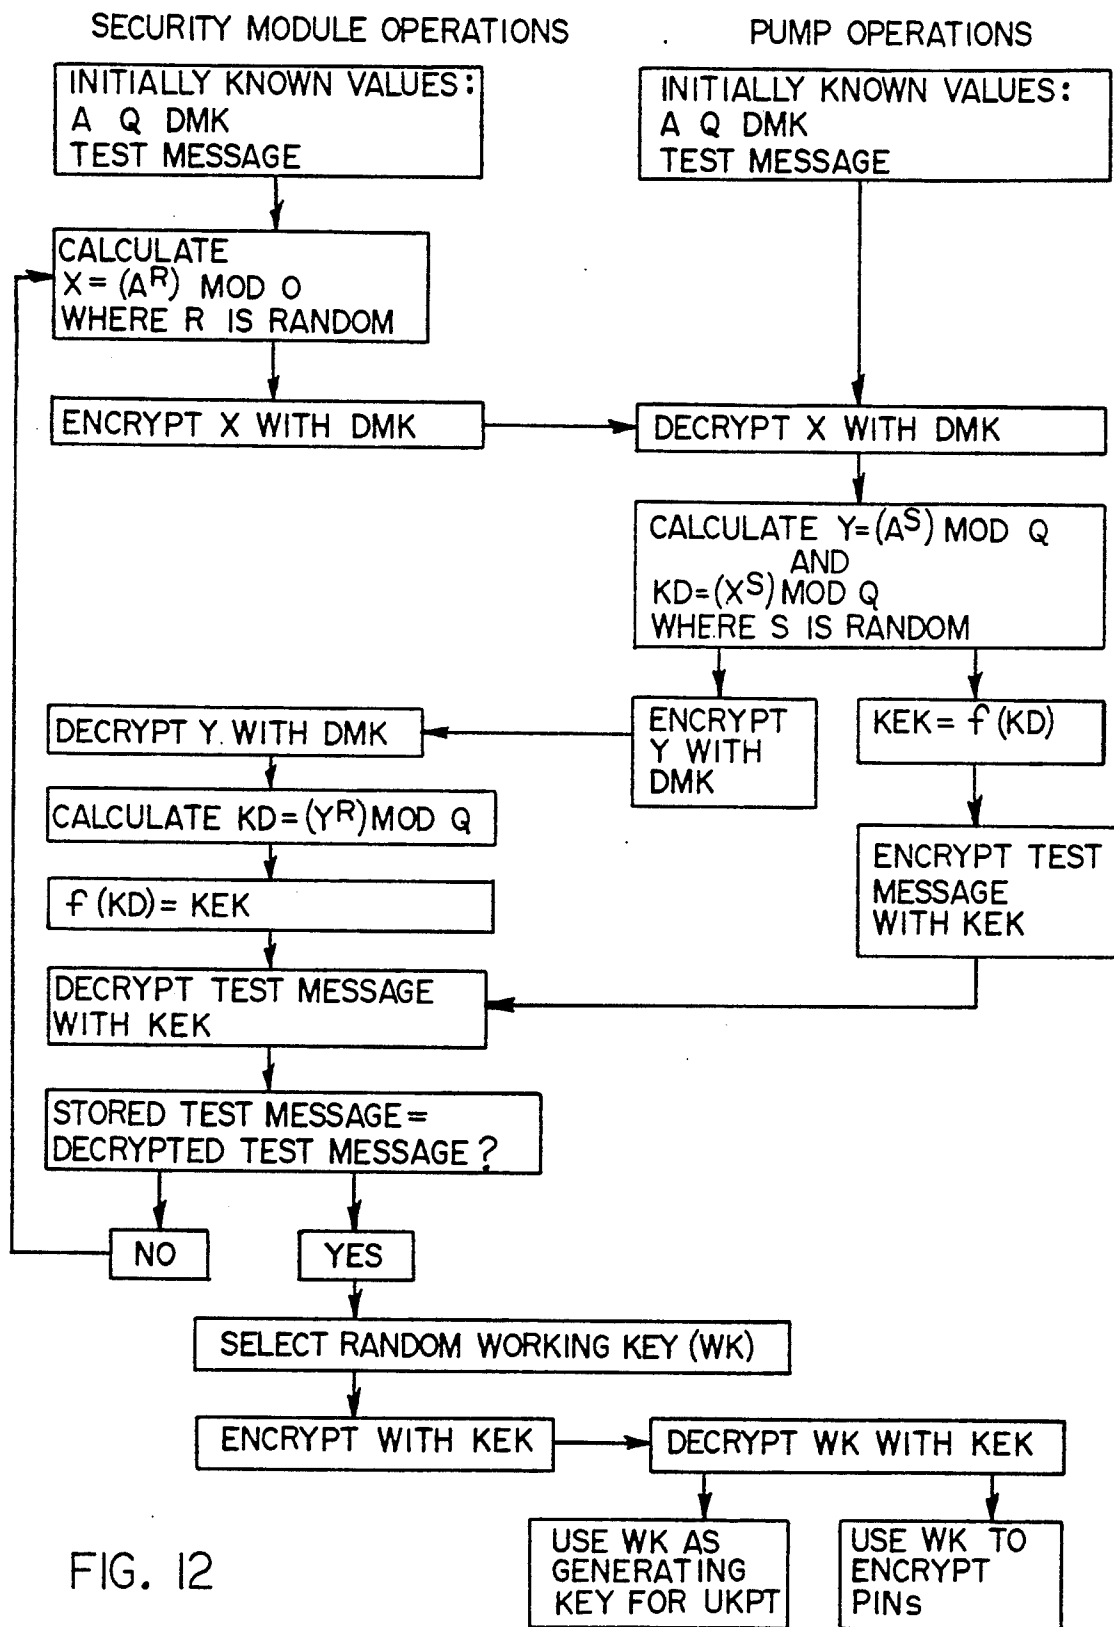 SECURITY MODULE OPERATIONS
PUMP OPERATIONS
INITIALLY KNOWN VALUES:
A Q DMK
TEST MESSAGE
INITIALLY KNOWN VALUES:
A Q DMK
TEST MESSAGE
CALCULATE
X=(A^R) MOD O
WHERE R IS RANDOM
ENCRYPT X WITH DMK
DECRYPT X WITH DMK
CALCULATE Y=(A^S) MOD Q
AND
KD=(X^S) MOD Q
WHERE S IS RANDOM
DECRYPT Y WITH DMK
ENCRYPT
Y WITH
DMK
KEK=f(KD)
CALCULATE KD=(Y^R) MOD Q
f(KD)=KEK
ENCRYPT TEST
MESSAGE
WITH KEK
DECRYPT TEST MESSAGE
WITH KEK
STORED TEST MESSAGE=
DECRYPTED TEST MESSAGE?
NO
YES
SELECT RANDOM WORKING KEY (WK)
ENCRYPT WITH KEK
DECRYPT WK WITH KEK
USE WK AS
GENERATING
KEY FOR UKPT
USE WK TO
ENCRYPT
PINs
FIG. 12